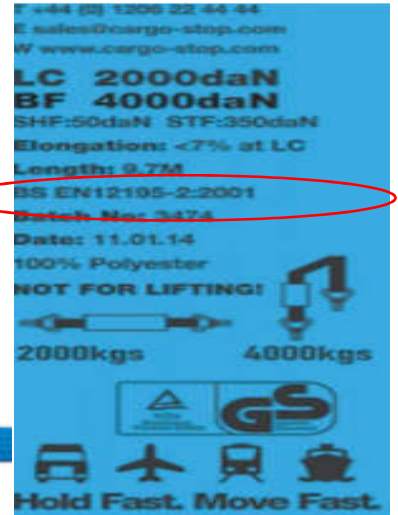 T +44 (0) 1206 22 44 44
E sales@cargo-stop.com
W www.cargo-stop.com
LC 2000daN
BF 4000daN
SHF:50daN STF:350daN
Elongation: <7% at LC
Length: 9.7M
BS EN12195-2:2001
Batch No: 3474
Date: 11.01.14
100% Polyester
NOT FOR LIFTING!
2000kgs 4000kgs
GS
Hold Fast. Move Fast.